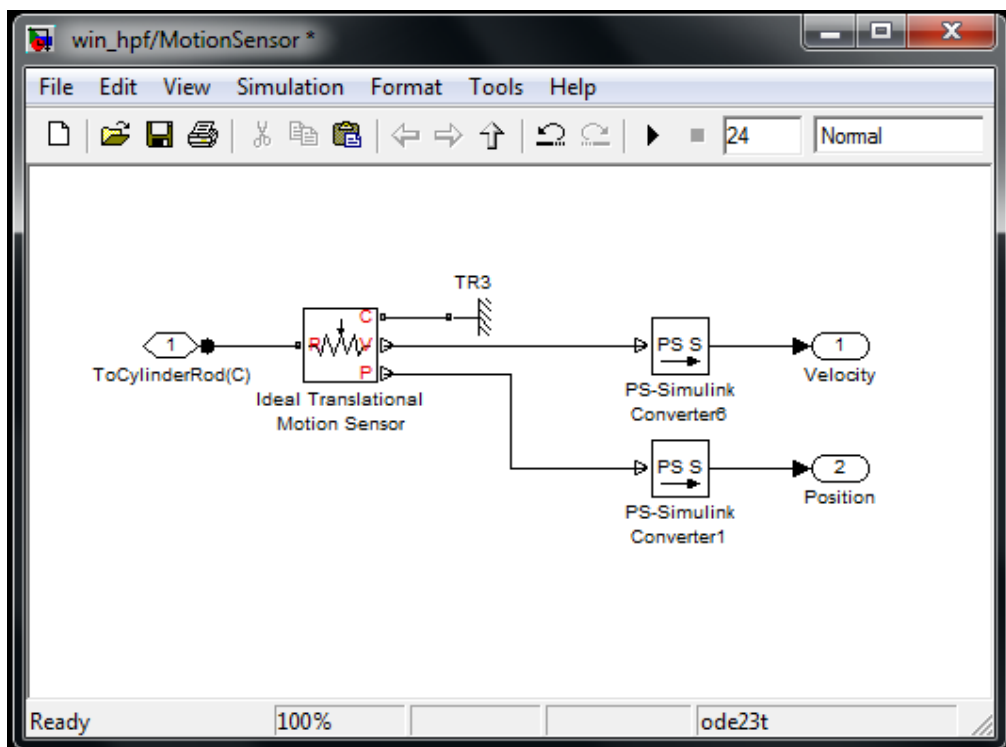 win_hpf/MotionSensor *
File Edit View Simulation Format Tools Help
24 Normal
TR3
C
1 R V PS S 1
ToCylinderRod(C) P PS-Simulink Velocity
Ideal Translational Converter6
Motion Sensor
PS S 2
PS-Simulink Position
Converter1
Ready 100% ode23t